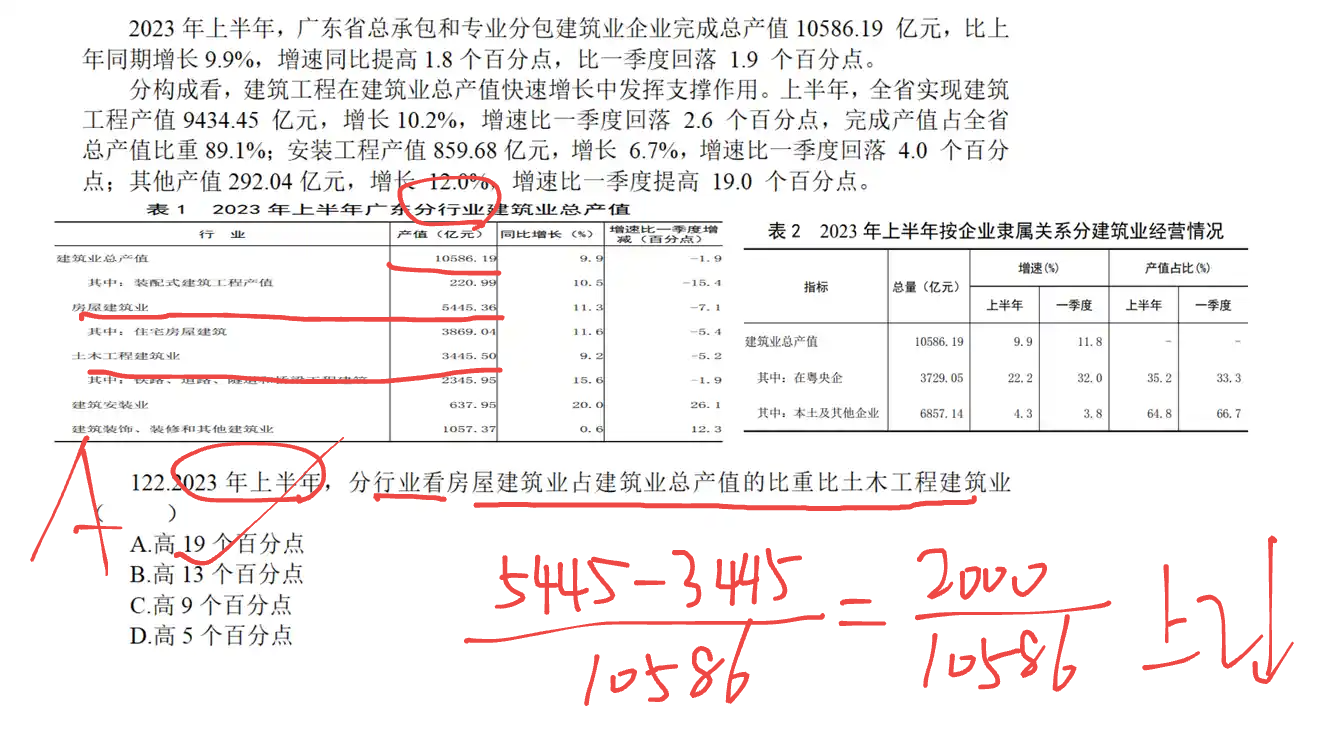 2023 年上半年，广东省总承包和专业分包建筑业企业完成总产值 10586.19 亿元，比上
年同期增长 9.9%，增速同比提高 1.8 个百分点，比一季度回落 1.9 个百分点。
分构成看，建筑工程在建筑业总产值快速增长中发挥支撑作用。上半年，全省实现建筑
工程产值 9434.45 亿元，增长 10.2%，增速比一季度回落 2.6 个百分点，完成产值占全省
总产值比重 89.1%；安装工程产值 859.68 亿元，增长 6.7%，增速比一季度回落 4.0 个百分
点；其他产值 292.04 亿元，增长 12.0%，增速比一季度提高 19.0 个百分点。
表 1 2023 年上半年广东分行业建筑业总产值
行 业 产值（亿元） 同比增长（%） 增速比一季度增
减（百分点）
建筑业总产值 10586.19 9.9 -1.9
其中：装配式建筑工程产值 220.99 10.5 -15.4
房屋建筑业 5445.36 11.3 -7.1
其中：住宅房屋建筑 3869.04 11.6 -5.4
土木工程建筑业 3445.50 9.2 -5.2
其中：铁路、道路、隧道和桥梁工程建筑 2345.95 15.6 -1.9
建筑安装业 637.95 20.0 26.1
建筑装饰、装修和其他建筑业 1057.37 0.6 12.3
表 2 2023 年上半年按企业隶属关系分建筑业经营情况
指标 总量（亿元） 增速(%) 产值占比(%)
上半年 一季度 上半年 一季度
建筑业总产值 10586.19 9.9 11.8 - -
其中：在粤央企 3729.05 22.2 32.0 35.2 33.3
其中：本土及其他企业 6857.14 4.3 3.8 64.8 66.7
122.2023 年上半年，分行业看房屋建筑业占建筑业总产值的比重比土木工程建筑业
（ ）
A
A.高 19 个百分点
B.高 13 个百分点
C.高 9 个百分点
D.高 5 个百分点
5445-3445
10586
=
2000
10586